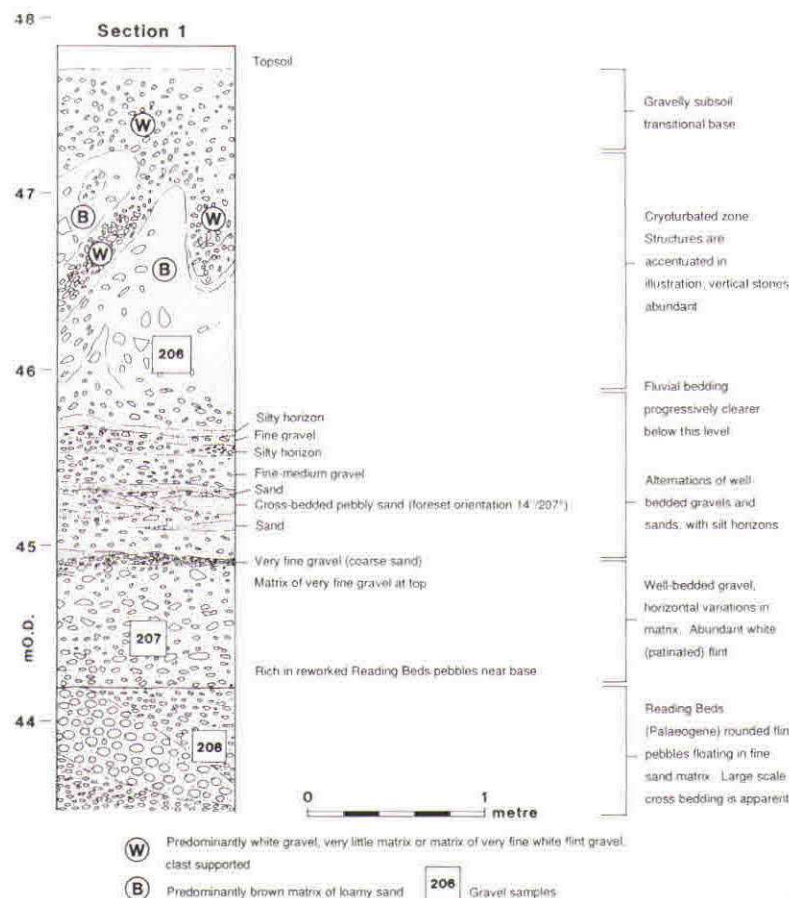 48
Section 1
Topsoil
Gravelly subsoil
transitional base
W
47
B
W
W
B
Cryoturbated zone
Structures are
accentuated in
illustration, vertical stones
abundant
206
46
Fluvial bedding
progressively clearer
below this level
Silty horizon
Fine gravel
Silty horizon
Fine-medium gravel
Sand
Cross-bedded pebbly sand (foreset orientation 14°/207°)
Sand
Alternations of well-
bedded gravels and
sands, with silt horizons
45
Very fine gravel (coarse sand)
Matrix of very fine gravel at top
Well-bedded gravel,
horizontal variations in
matrix. Abundant white
(patinated) flint
mO.D.
207
Rich in reworked Reading Beds pebbles near base
44
208
Reading Beds
(Palaeogene) rounded flin
pebbles floating in fine
sand matrix. Large scale
cross bedding is apparent
0 1
metre
W Predominantly white gravel, very little matrix or matrix of very fine white flint gravel,
clast supported
B Predominantly brown matrix of loamy sand
206 Gravel samples